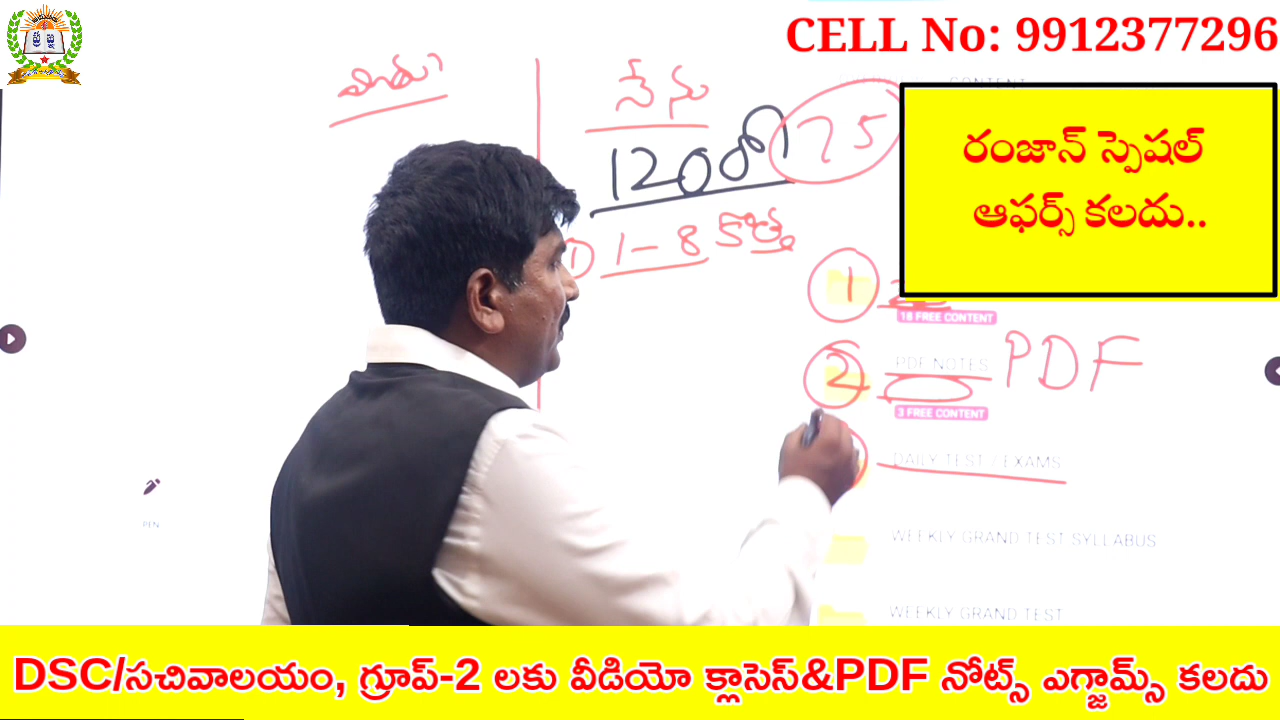 CELL No: 9912377296
రంజాన్ స్పెషల్
ఆఫర్స్ కలదు..
నేను
1200
75
1) 1-8 కొత్త
1
18 FREE CONTENT
2 PDF NOTES PDF
3 FREE CONTENT
DAILY TEST / EXAMS
PEN
WEEKLY GRAND TEST SYLLABUS
WEEKLY GRAND TEST
DSC/సచివాలయం, గ్రూప్-2 లకు వీడియో క్లాసెస్&PDF నోట్స్ ఎగ్జామ్స్ కలదు